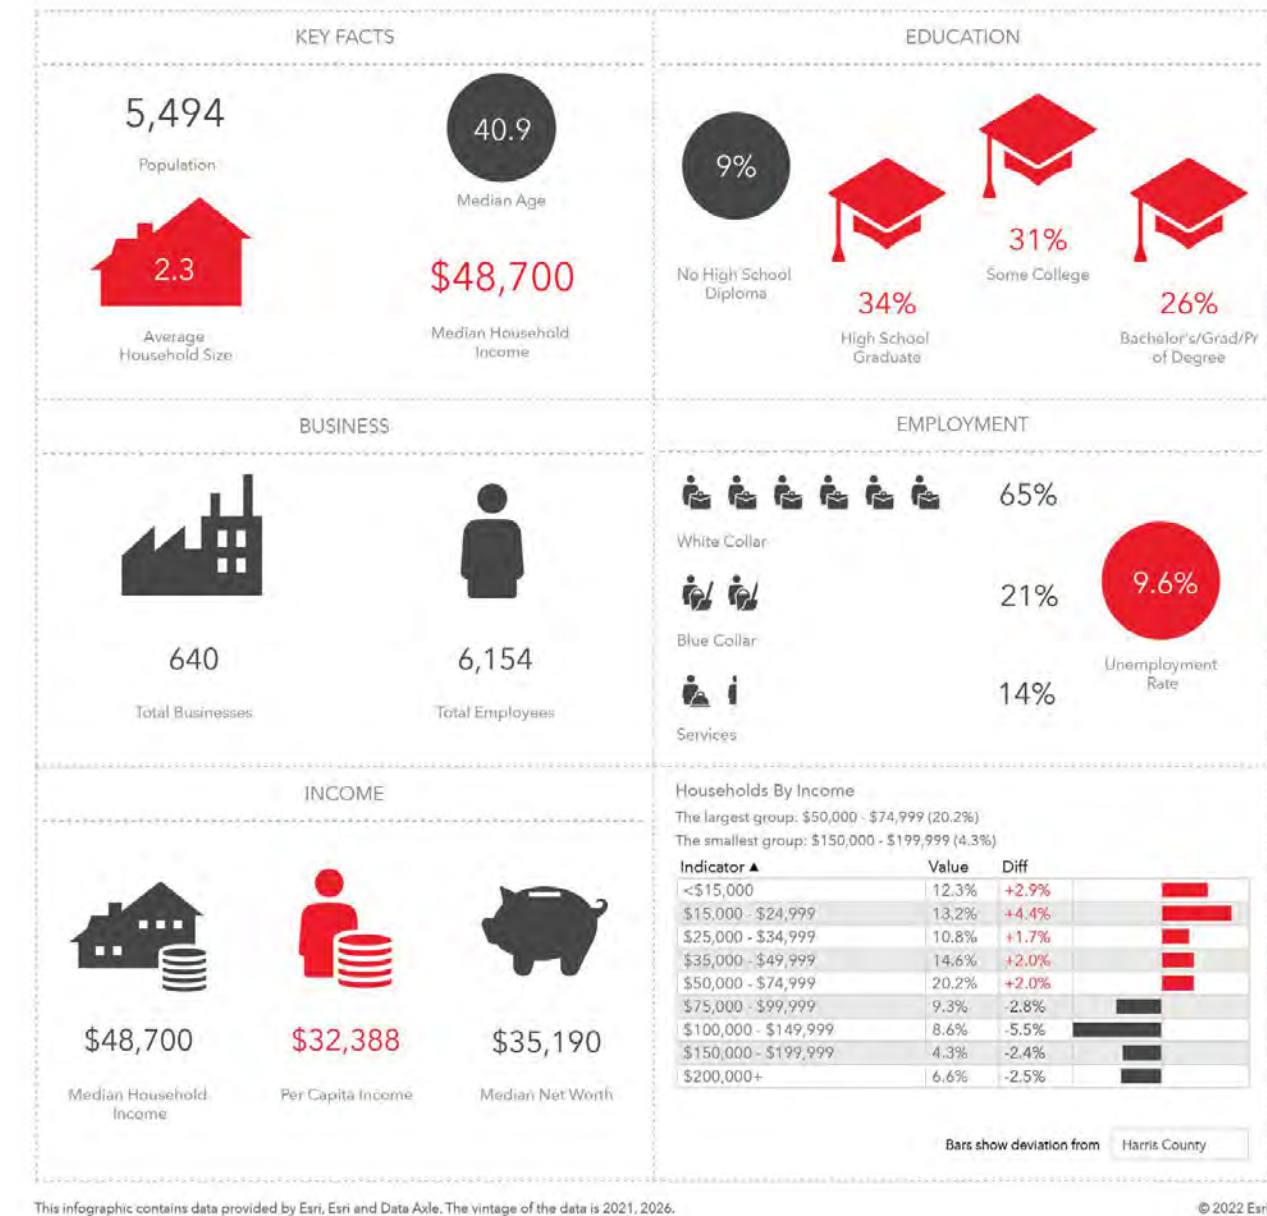 KEY FACTS
5,494
Population
40.9
Median Age
2.3
Average
Household Size
$48,700
Median Household
Income
EDUCATION
9%
No High School
Diploma
34%
High School
Graduate
31%
Some College
26%
Bachelor's/Grad/Pr
of Degree
BUSINESS
640
Total Businesses
6,154
Total Employees
EMPLOYMENT
65%
White Collar
21%
Blue Collar
14%
Services
9.6%
Unemployment
Rate
INCOME
$48,700
Median Household
Income
$32,388
Per Capita Income
$35,190
Median Net Worth
Households By Income
The largest group: $50,000 - $74,999 (20.2%)
The smallest group: $150,000 - $199,999 (4.3%)
Indicator ▲ Value Diff
<$15,000 12.3% +2.9%
$15,000 - $24,999 13.2% +4.4%
$25,000 - $34,999 10.8% +1.7%
$35,000 - $49,999 14.6% +2.0%
$50,000 - $74,999 20.2% +2.0%
$75,000 - $99,999 9.3% -2.8%
$100,000 - $149,999 8.6% -5.5%
$150,000 - $199,999 4.3% -2.4%
$200,000+ 6.6% -2.5%
Bars show deviation from Harris County
This infographic contains data provided by Esri, Esri and Data Axle. The vintage of the data is 2021, 2026.
© 2022 Esri